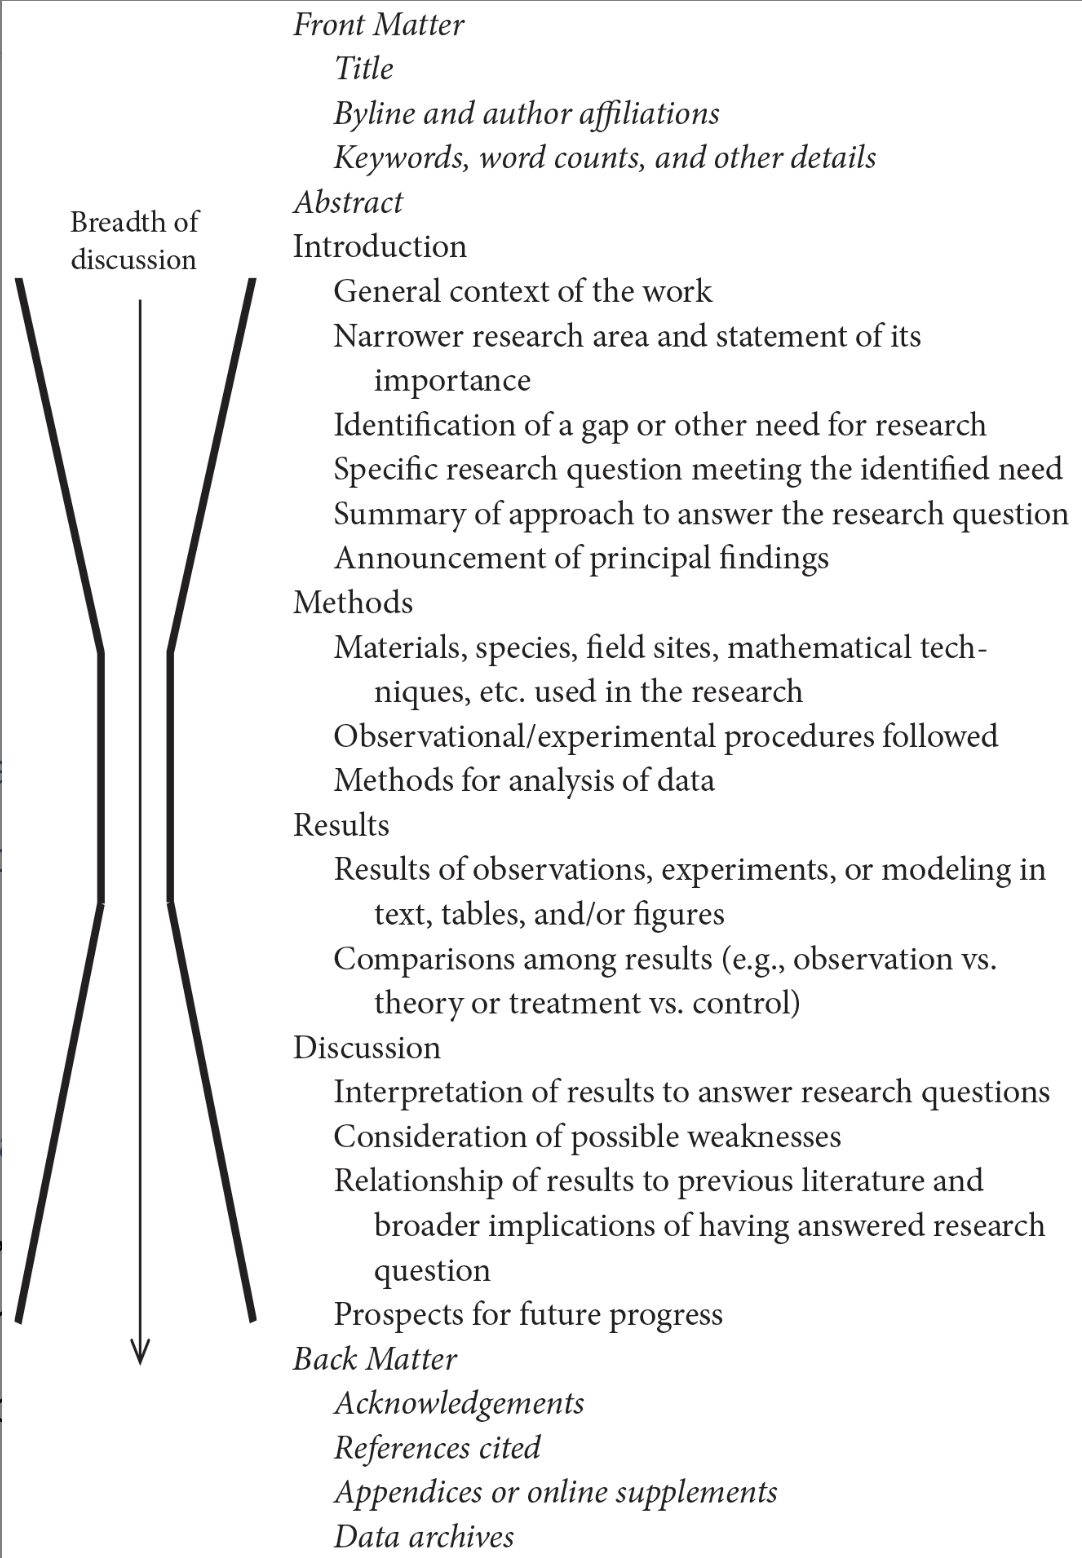 Front Matter
Title
Byline and author affiliations
Keywords, word counts, and other details
Abstract
Breadth of
discussion
Introduction
General context of the work
Narrower research area and statement of its
importance
Identification of a gap or other need for research
Specific research question meeting the identified need
Summary of approach to answer the research question
Announcement of principal findings
Methods
Materials, species, field sites, mathematical tech-
niques, etc. used in the research
Observational/experimental procedures followed
Methods for analysis of data
Results
Results of observations, experiments, or modeling in
text, tables, and/or figures
Comparisons among results (e.g., observation vs.
theory or treatment vs. control)
Discussion
Interpretation of results to answer research questions
Consideration of possible weaknesses
Relationship of results to previous literature and
broader implications of having answered research
question
Prospects for future progress
Back Matter
Acknowledgements
References cited
Appendices or online supplements
Data archives